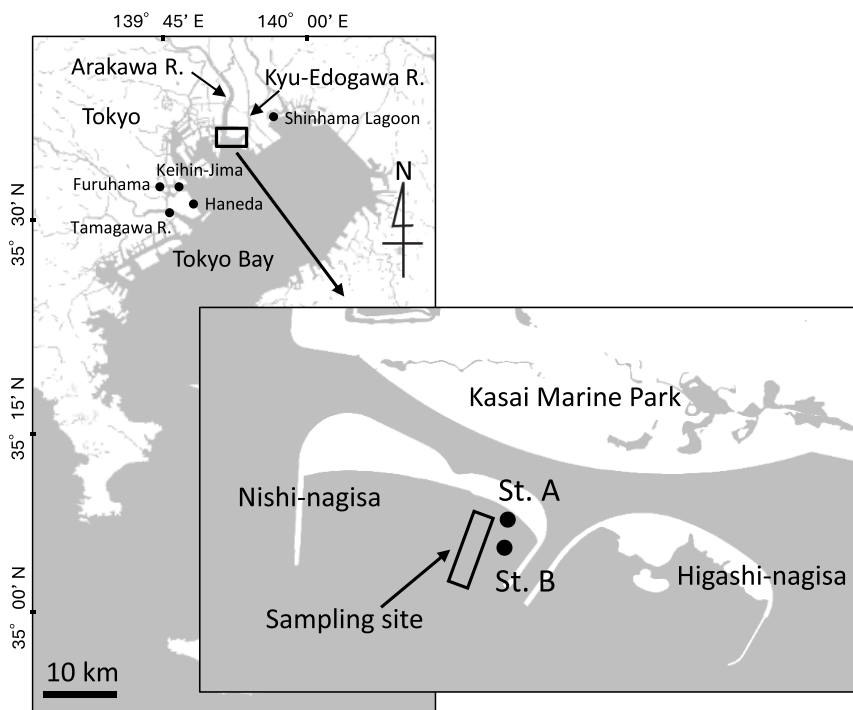 139° 45’ E 140° 00’ E
Arakawa R.
Kyu-Edogawa R.
Tokyo
Shinhama Lagoon
Keihin-Jima
Furuhama
Haneda
Tamagawa R.
N
35° 30’ N
Tokyo Bay
Kasai Marine Park
35° 15’ N
Nishi-nagisa
St. A
St. B
Higashi-nagisa
Sampling site
35° 00’ N
10 km